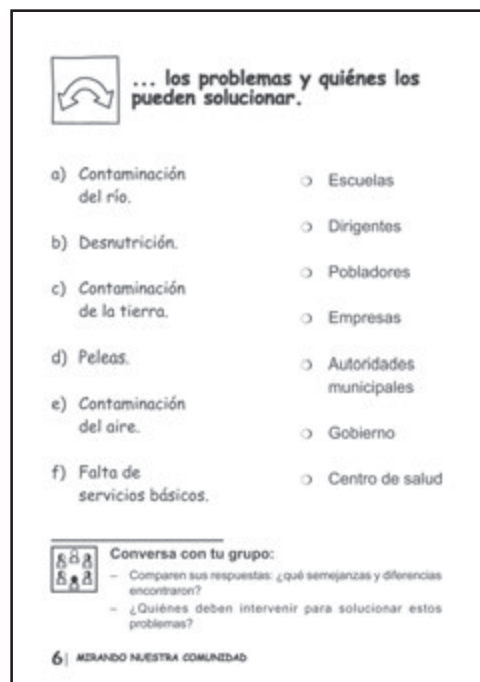 ... los problemas y quiénes los
pueden solucionar.
a) Contaminación
del río.
b) Desnutrición.
c) Contaminación
de la tierra.
d) Peleas.
e) Contaminación
del aire.
f) Falta de
servicios básicos.
Escuelas
Dirigentes
Pobladores
Empresas
Autoridades
municipales
Gobierno
Centro de salud
Conversa con tu grupo:
– Comparen sus respuestas: ¿qué semejanzas y diferencias
encontraron?
– ¿Quiénes deben intervenir para solucionar estos
problemas?
6| MIRANDO NUESTRA COMUNIDAD